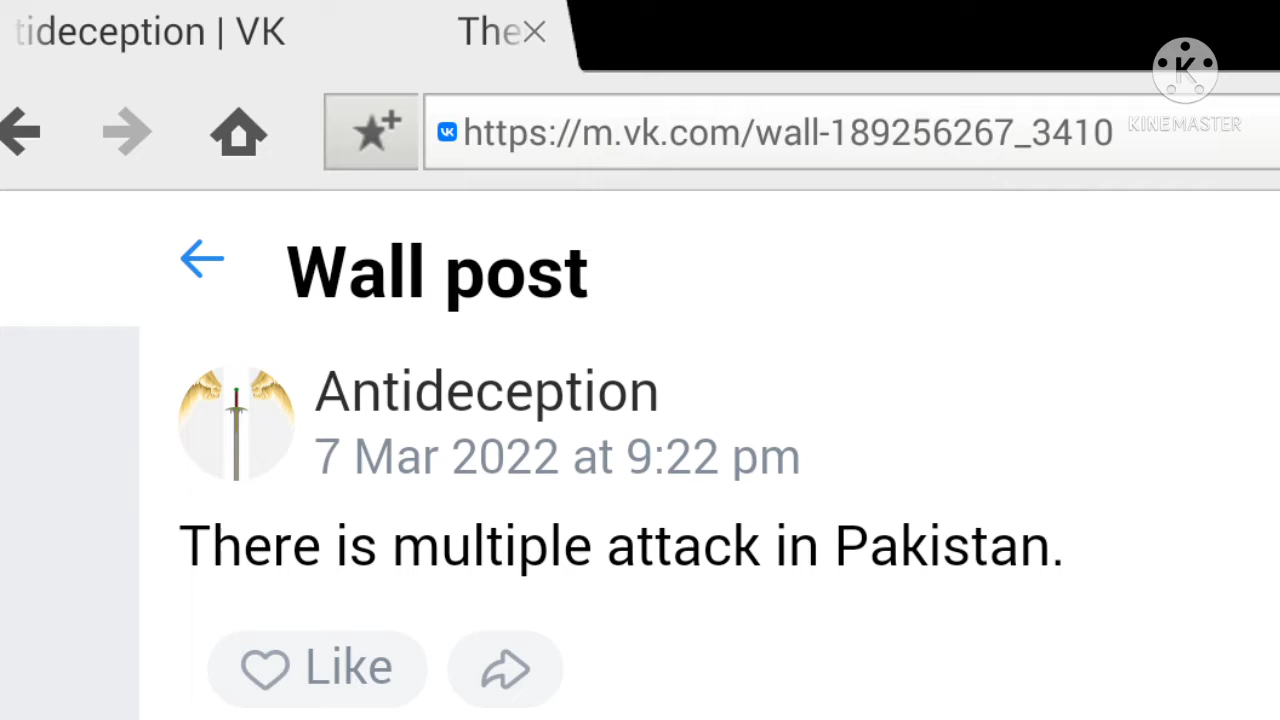 tideception | VK
The
K
KINEMASTER
https://m.vk.com/wall-189256267_3410
Wall post
Antideception
7 Mar 2022 at 9:22 pm
There is multiple attack in Pakistan.
Like